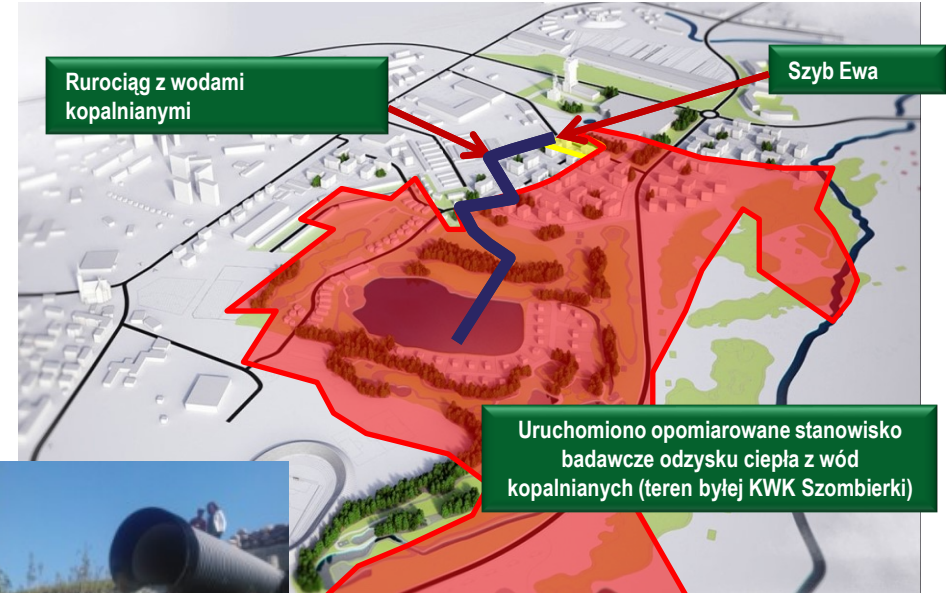 Rurociąg z wodami
kopalnianymi
Szyb Ewa
Uruchomiono opomiarowane stanowisko
badawcze odzysku ciepła z wód
kopalnianych (teren byłej KWK Szombierki)